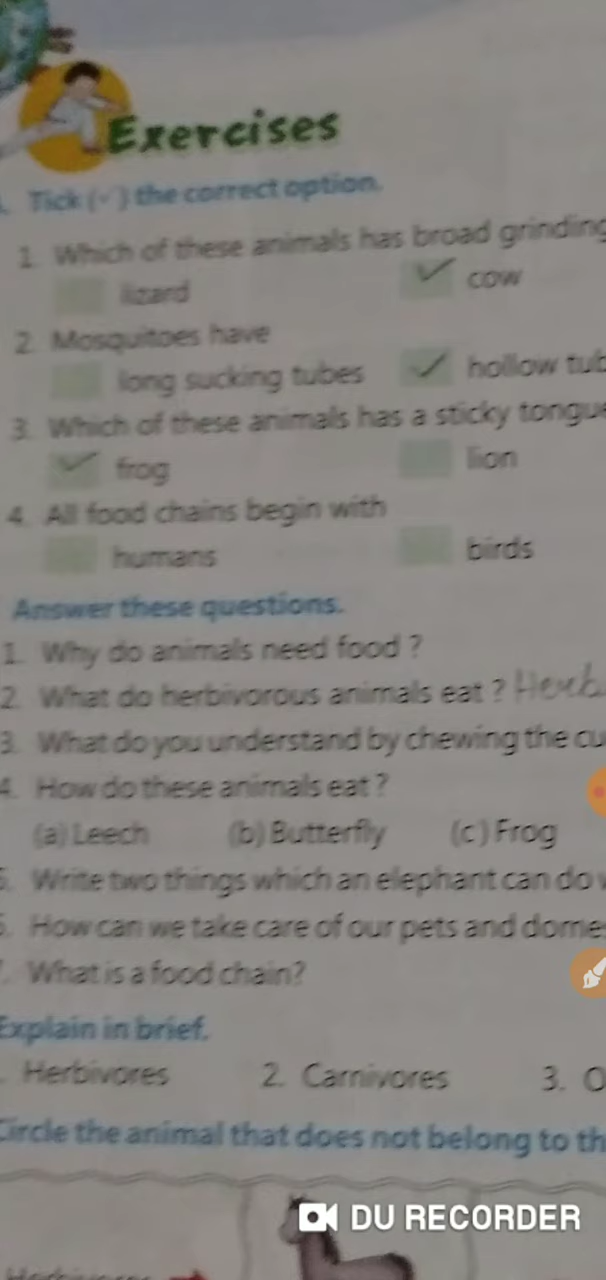 Exercises
Tick (✓) the correct option.
1. Which of these animals has broad grinding
lizard ✓ cow
2. Mosquitoes have
long sucking tubes ✓ hollow tub
3. Which of these animals has a sticky tongue
✓ frog lion
4. All food chains begin with
humans birds
Answer these questions.
1. Why do animals need food ?
2. What do herbivorous animals eat ? Herb
3. What do you understand by chewing the cu
4. How do these animals eat ?
(a) Leech (b) Butterfly (c) Frog
5. Write two things which an elephant can do w
6. How can we take care of our pets and dome
7. What is a food chain?
Explain in brief.
Herbivores 2. Carnivores 3. O
Circle the animal that does not belong to th
DU RECORDER